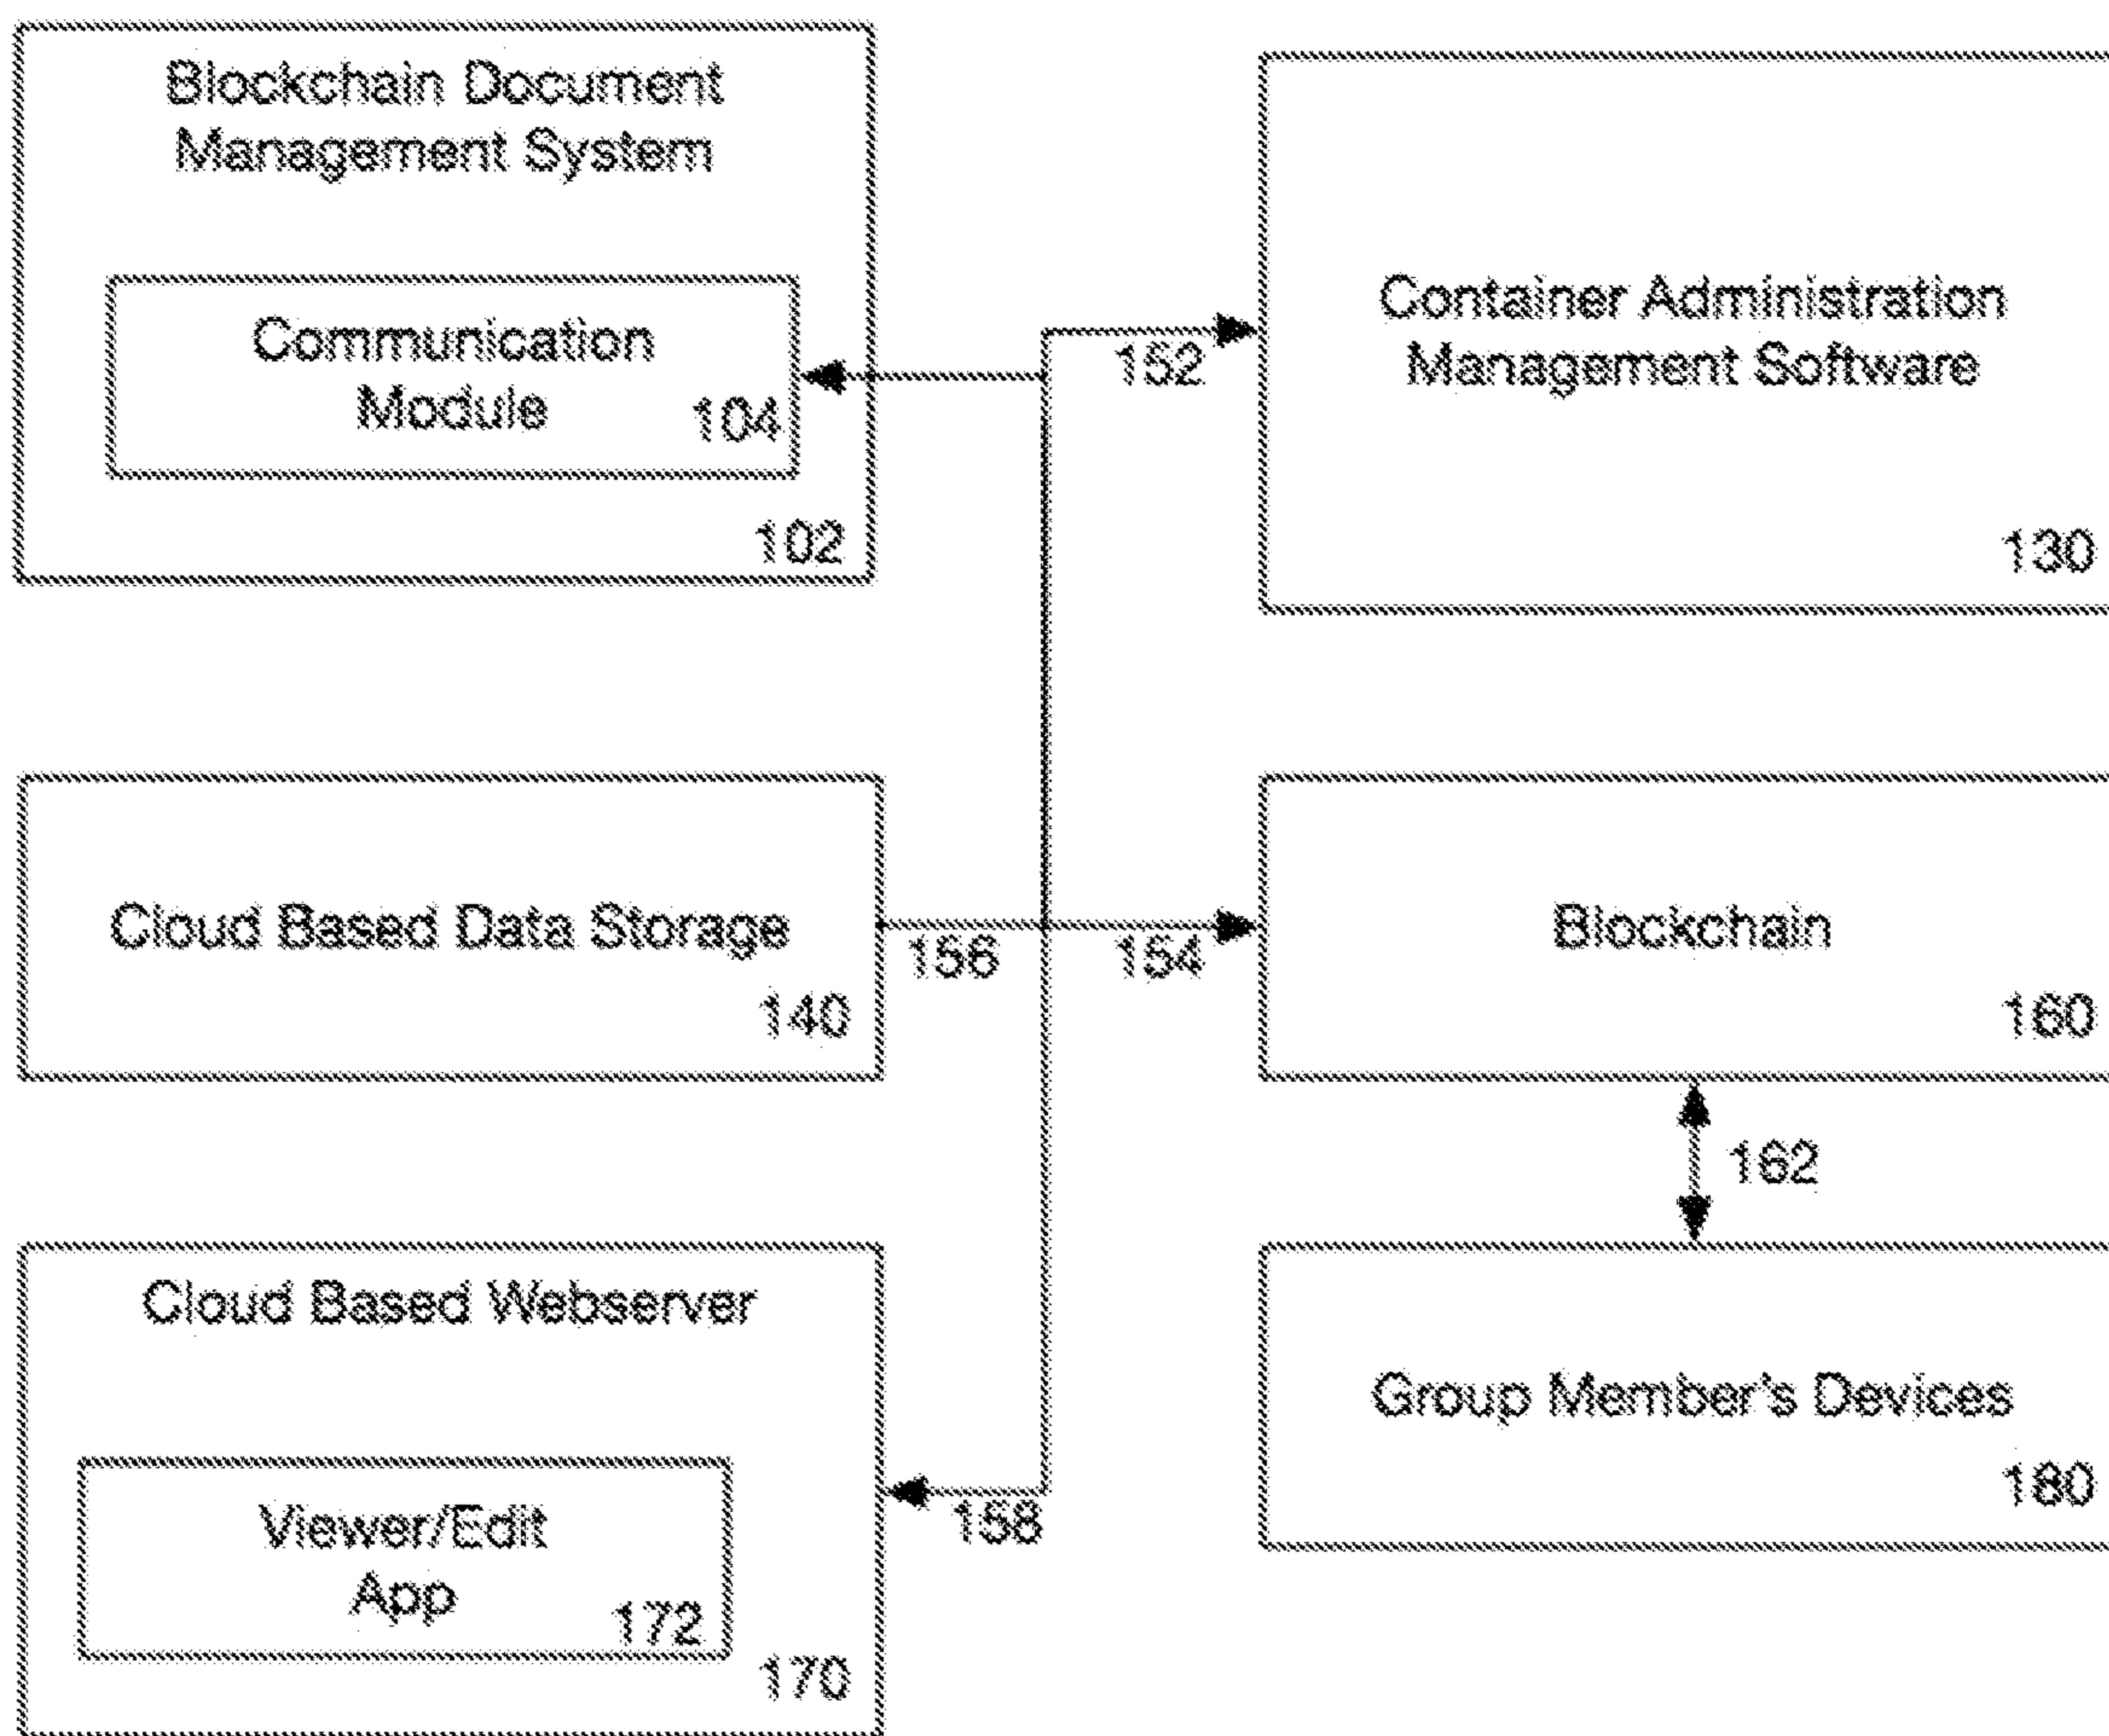 Blockchain Document
Management System
Communication
Module
104
102
152
Container Administration
Management Software
130
Cloud Based Data Storage
140
156
154
Blockchain
160
162
Cloud Based Webserver
Viewer/Edit
App
172
170
158
Group Member's Devices
180